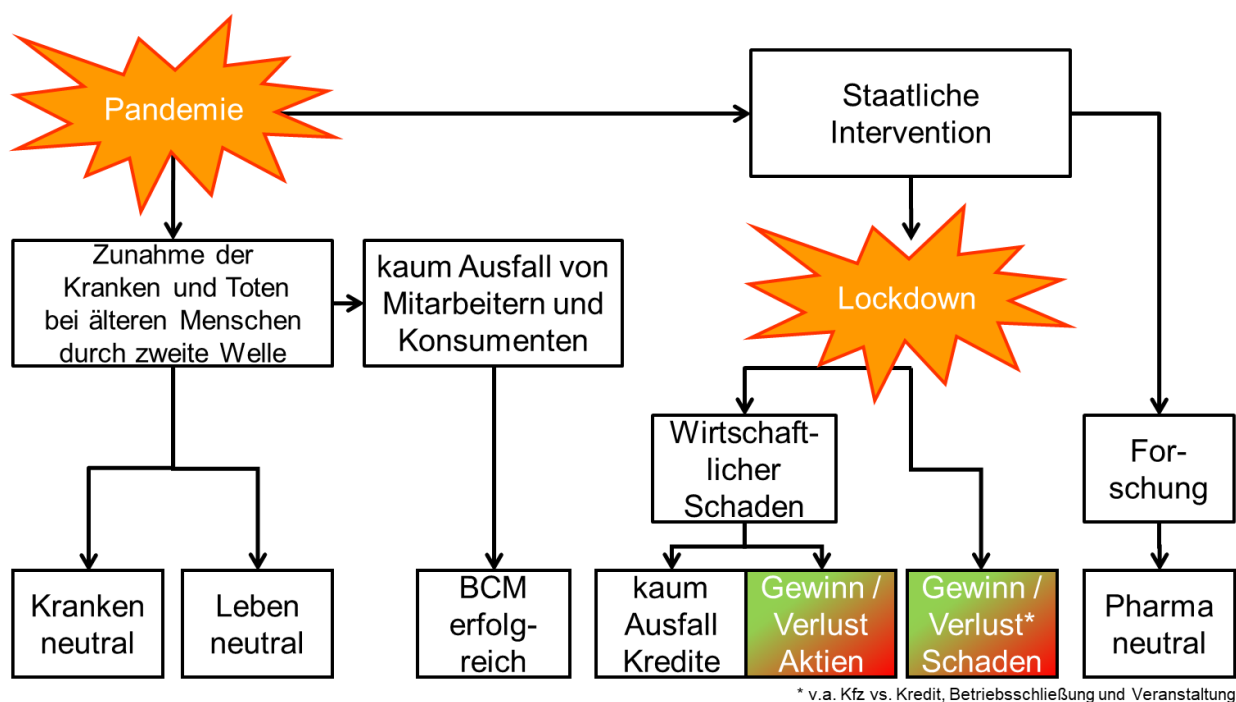 Pandemie
Staatliche
Intervention
Zunahme der
Kranken und Toten
bei älteren Menschen
durch zweite Welle
kaum Ausfall von
Mitarbeitern und
Konsumenten
Lockdown
Wirtschaft-
licher
Schaden
For-
schung
Kranken
neutral
Leben
neutral
BCM
erfolg-
reich
kaum
Ausfall
Kredite
Gewinn /
Verlust
Aktien
Gewinn /
Verlust*
Schaden
Pharma
neutral
* v.a. Kfz vs. Kredit, Betriebsschließung und Veranstaltung